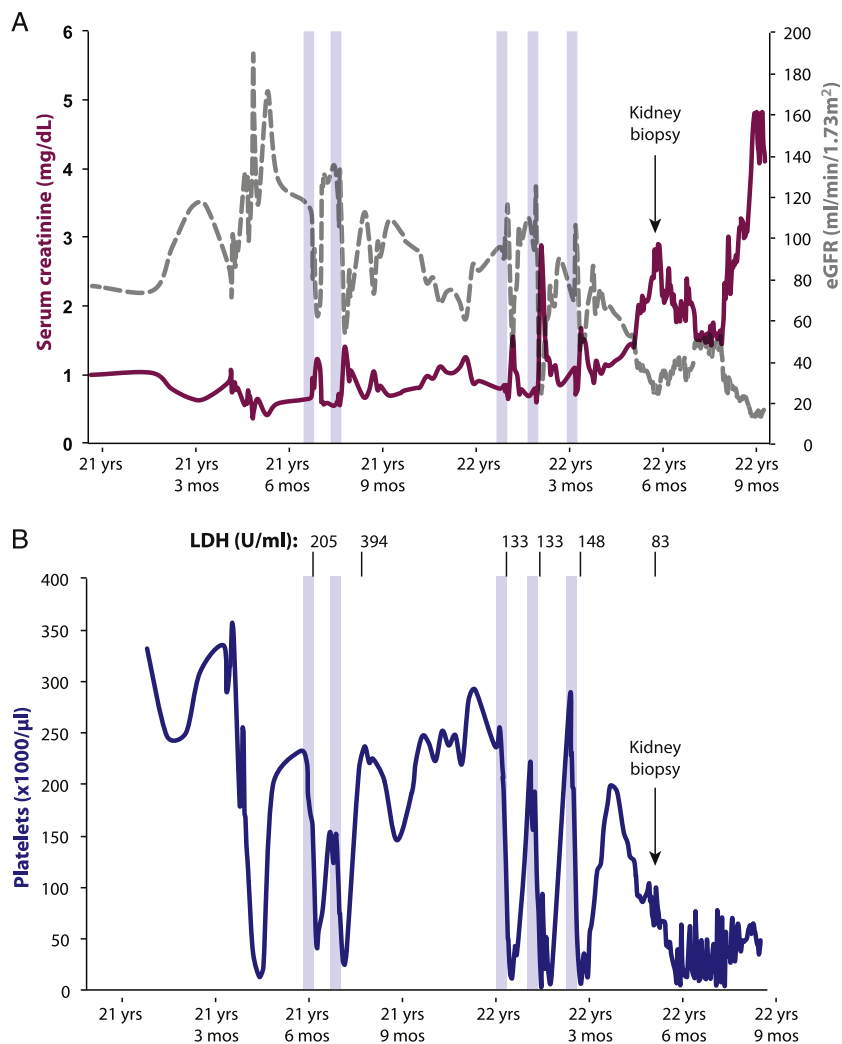 A
Serum creatinine (mg/dL)
6
5
4
3
2
1
0
200
180
160
140
120
100
80
60
40
20
0
eGFR (ml/min/1.73m²)
Kidney
biopsy
21 yrs
21 yrs
3 mos
21 yrs
6 mos
21 yrs
9 mos
22 yrs
22 yrs
3 mos
22 yrs
6 mos
22 yrs
9 mos
B
LDH (U/ml): 205 394 133 133 148 83
Platelets (x1000/µl)
400
350
300
250
200
150
100
50
0
Kidney
biopsy
21 yrs
21 yrs
3 mos
21 yrs
6 mos
21 yrs
9 mos
22 yrs
22 yrs
3 mos
22 yrs
6 mos
22 yrs
9 mos